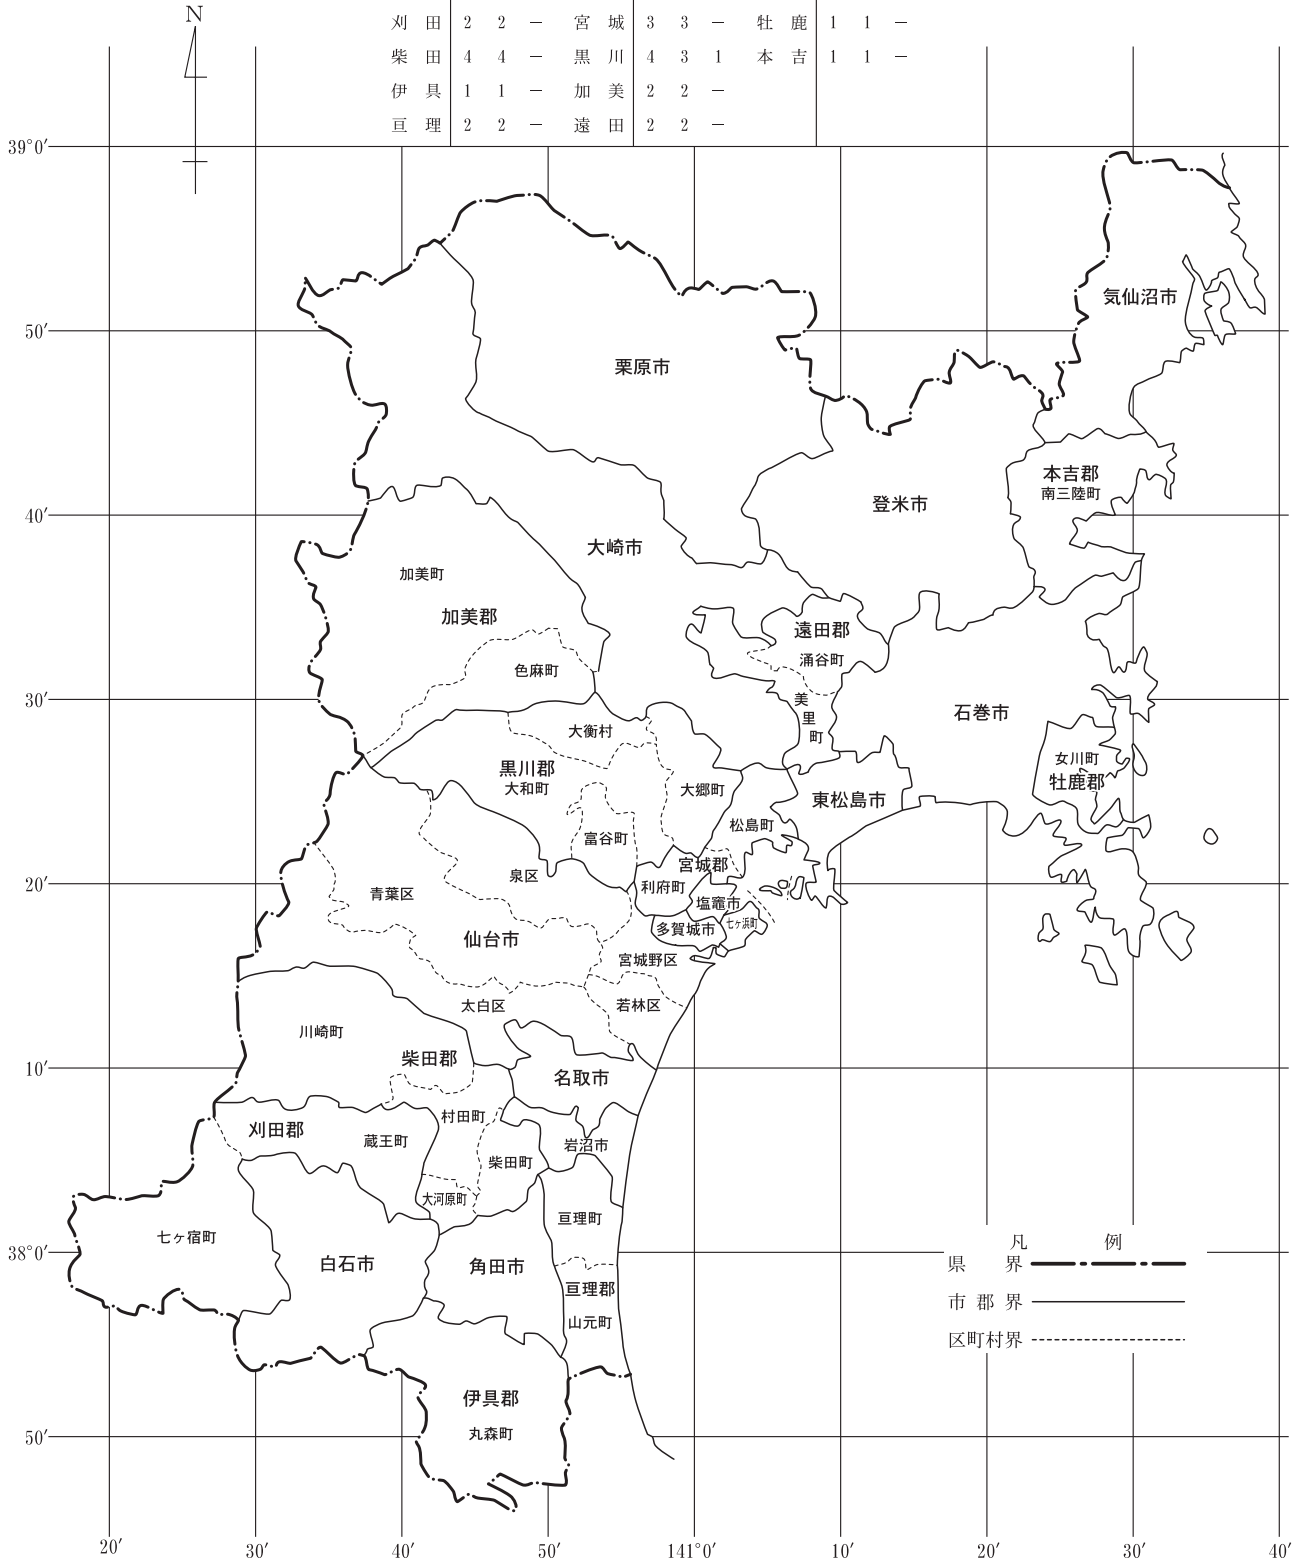 N
刈田 2 2 － 宮城 3 3 － 牡鹿 1 1 －
柴田 4 4 － 黒川 4 3 1 本吉 1 1 －
伊具 1 1 － 加美 2 2 －
亘理 2 2 － 遠田 2 2 －
39°0′
気仙沼市
50′
栗原市
本吉郡
南三陸町
登米市
40′
大崎市
加美町
加美郡
遠田郡
涌谷町
色麻町
30′
美里町
石巻市
大衡村
女川町
牡鹿郡
黒川郡
大和町
大郷町
東松島市
松島町
富谷町
宮城郡
泉区
利府町
20′
青葉区
塩竈市
七ヶ浜町
多賀城市
仙台市
宮城野区
太白区
若林区
川崎町
柴田郡
10′
名取市
村田町
刈田郡
蔵王町
岩沼市
柴田町
大河原町
亘理町
七ヶ宿町
凡例
38°0′
白石市
角田市
県界
亘理郡
市郡界
山元町
区町村界
伊具郡
丸森町
50′
20′ 30′ 40′ 50′ 141°0′ 10′ 20′ 30′ 40′